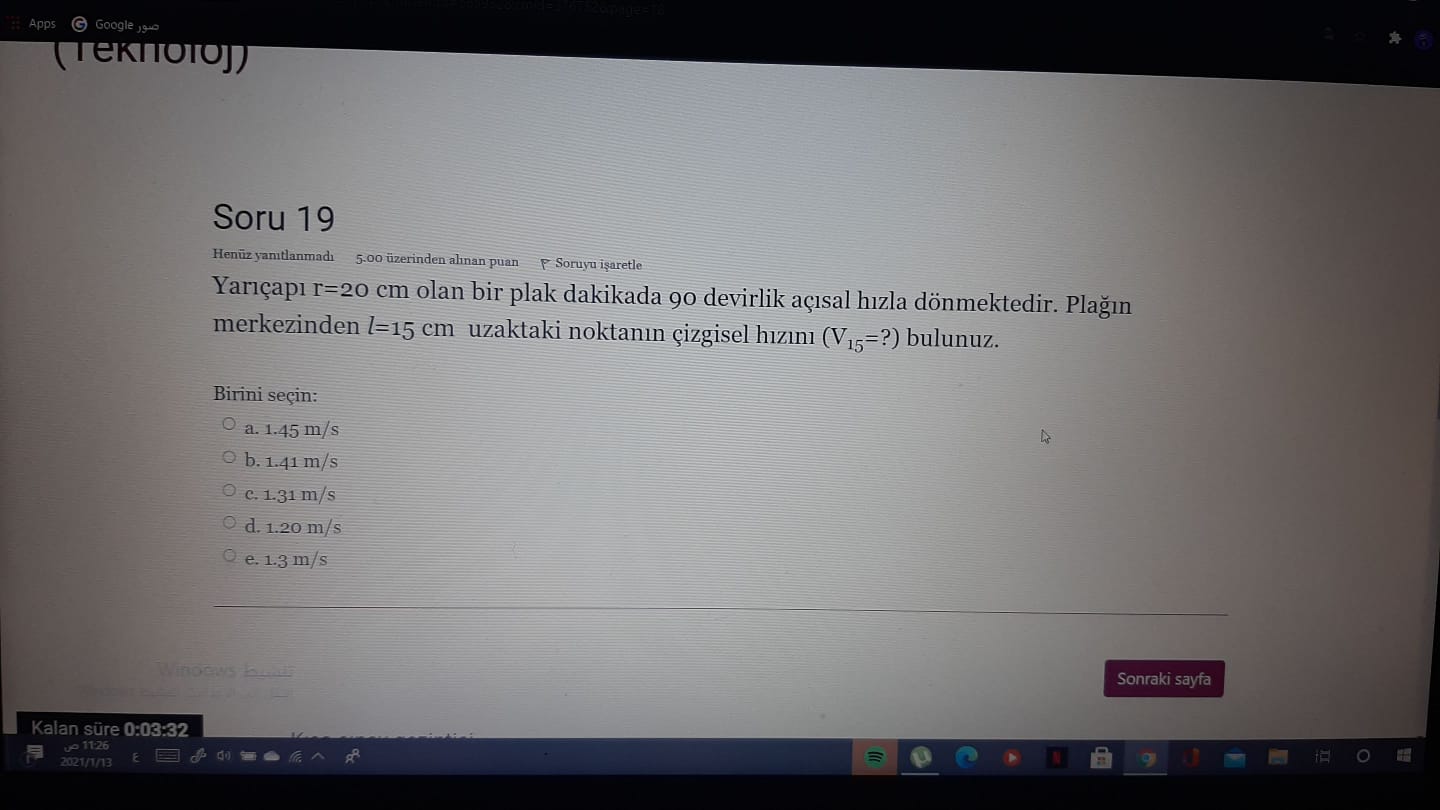 Apps
Google صور
(Teknoloj)
Soru 19
Henüz yanıtlanmadı 5.00 üzerinden alınan puan Soruyu işaretle
Yarıçapı r=20 cm olan bir plak dakikada 90 devirlik açısal hızla dönmektedir. Plağın
merkezinden l=15 cm uzaktaki noktanın çizgisel hızını (V₁₅=?) bulunuz.
Birini seçin:
a. 1.45 m/s
b. 1.41 m/s
c. 1.31 m/s
d. 1.20 m/s
e. 1.3 m/s
تنشيط Windows
Sonraki sayfa
Kalan süre 0:03:32
11:26 ص
2021/1/13
ع